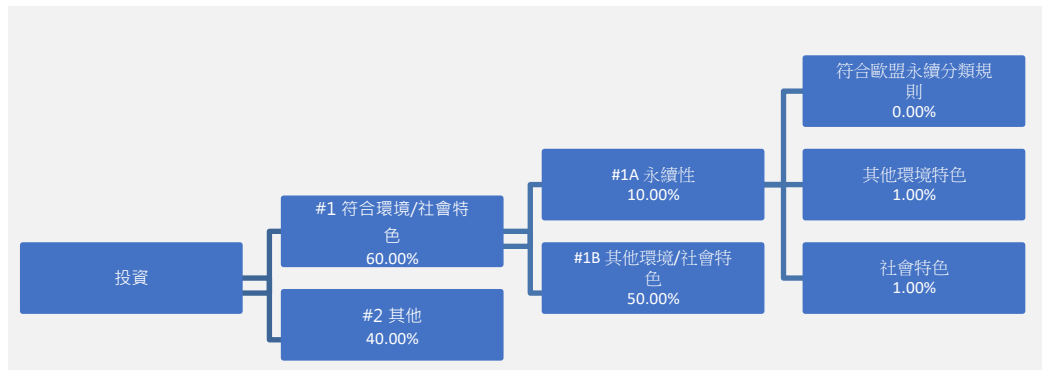 投資
#1 符合環境/社會特
色
60.00%
#2 其他
40.00%
#1A 永續性
10.00%
#1B 其他環境/社會特
色
50.00%
符合歐盟永續分類規
則
0.00%
其他環境特色
1.00%
社會特色
1.00%